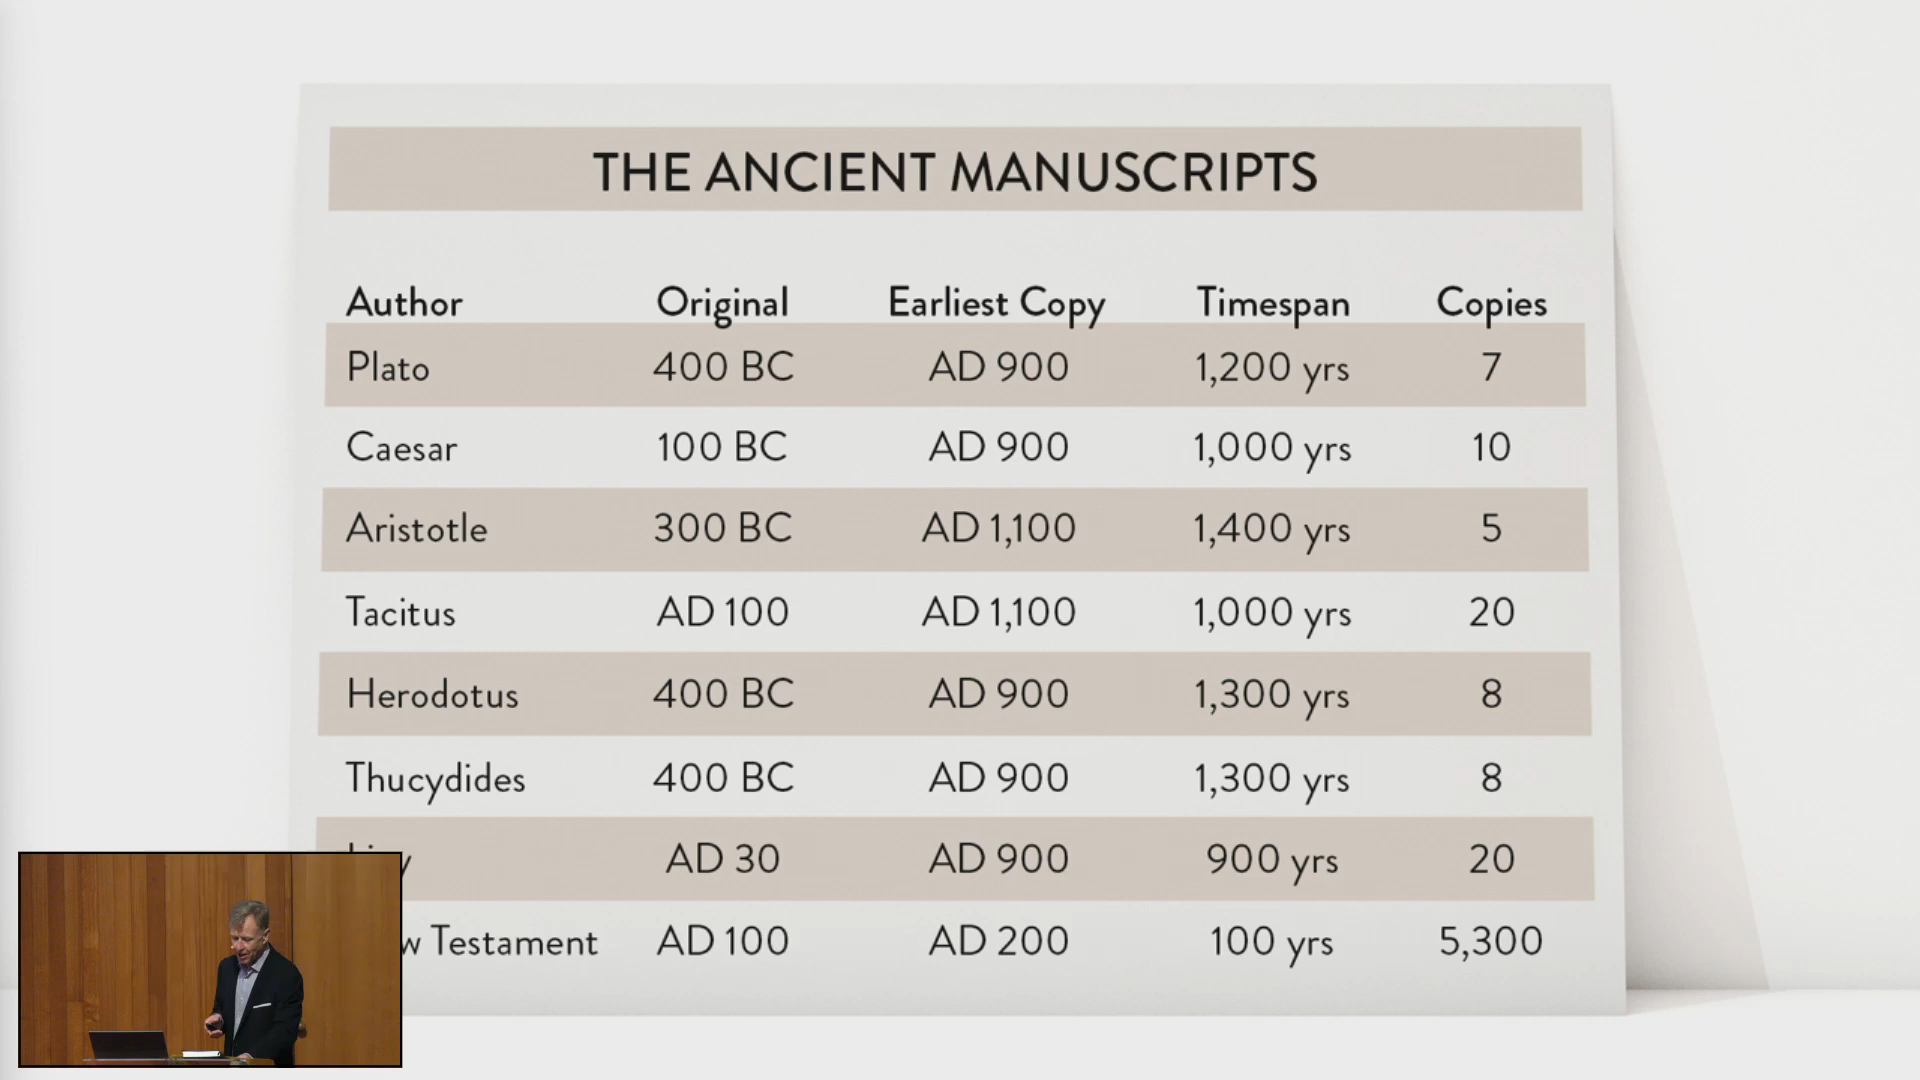 THE ANCIENT MANUSCRIPTS
Author Original Earliest Copy Timespan Copies
Plato 400 BC AD 900 1,200 yrs 7
Caesar 100 BC AD 900 1,000 yrs 10
Aristotle 300 BC AD 1,100 1,400 yrs 5
Tacitus AD 100 AD 1,100 1,000 yrs 20
Herodotus 400 BC AD 900 1,300 yrs 8
Thucydides 400 BC AD 900 1,300 yrs 8
AD 30 AD 900 900 yrs 20
Testament AD 100 AD 200 100 yrs 5,300